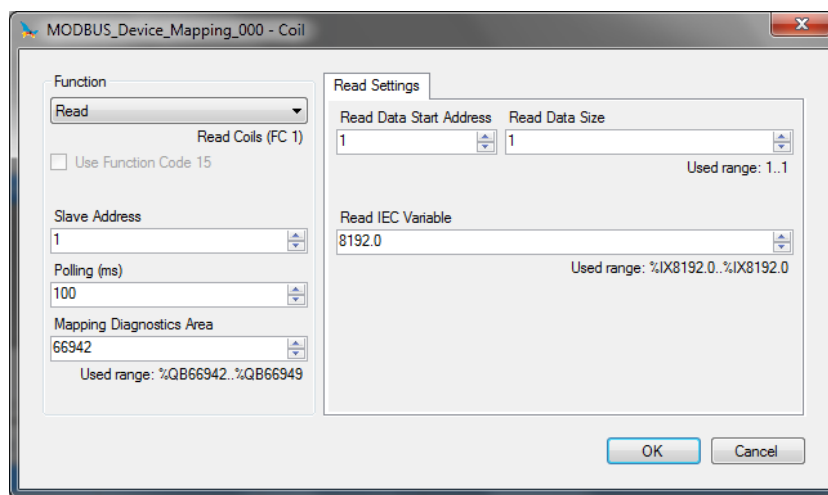 MODBUS_Device_Mapping_000 - Coil
Function
Read
Read Coils (FC 1)
Use Function Code 15
Slave Address
1
Polling (ms)
100
Mapping Diagnostics Area
66942
Used range: %QB66942..%QB66949
Read Settings
Read Data Start Address Read Data Size
1 1
Used range: 1..1
Read IEC Variable
8192.0
Used range: %IX8192.0..%IX8192.0
OK Cancel